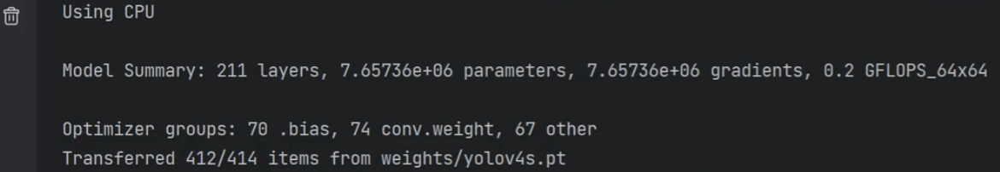 Using CPU
Model Summary: 211 layers, 7.65736e+06 parameters, 7.65736e+06 gradients, 0.2 GFLOPS_64x64
Optimizer groups: 70 .bias, 74 conv.weight, 67 other
Transferred 412/414 items from weights/yolov4s.pt